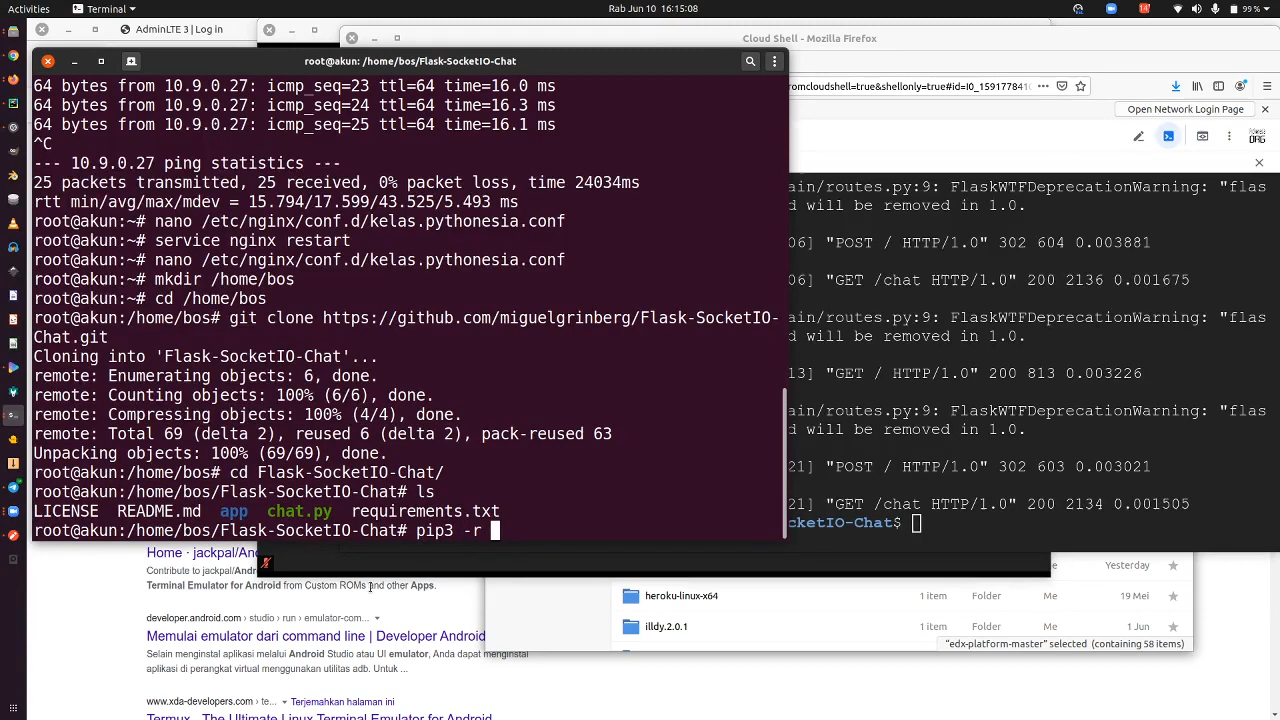 Activities
Terminal
Rab Jun 10 16:15:08
14
99 %
AdminLTE 3 | Log in
Cloud Shell - Mozilla Firefox
romcloudshell=true&shellonly=true#id=I0_1591778410
Open Network Login Page
root@akun: /home/bos/Flask-SocketIO-Chat
64 bytes from 10.9.0.27: icmp_seq=23 ttl=64 time=16.0 ms
64 bytes from 10.9.0.27: icmp_seq=24 ttl=64 time=16.3 ms
64 bytes from 10.9.0.27: icmp_seq=25 ttl=64 time=16.1 ms
^C
--- 10.9.0.27 ping statistics ---
25 packets transmitted, 25 received, 0% packet loss, time 24034ms
rtt min/avg/max/mdev = 15.794/17.599/43.525/5.493 ms
root@akun:~# nano /etc/nginx/conf.d/kelas.pythonesia.conf
root@akun:~# service nginx restart
root@akun:~# nano /etc/nginx/conf.d/kelas.pythonesia.conf
root@akun:~# mkdir /home/bos
root@akun:~# cd /home/bos
root@akun:/home/bos# git clone https://github.com/miguelgrinberg/Flask-SocketIO-
Chat.git
Cloning into 'Flask-SocketIO-Chat'...
remote: Enumerating objects: 6, done.
remote: Counting objects: 100% (6/6), done.
remote: Compressing objects: 100% (4/4), done.
remote: Total 69 (delta 2), reused 6 (delta 2), pack-reused 63
Unpacking objects: 100% (69/69), done.
root@akun:/home/bos# cd Flask-SocketIO-Chat/
root@akun:/home/bos/Flask-SocketIO-Chat# ls
LICENSE  README.md  app  chat.py  requirements.txt
root@akun:/home/bos/Flask-SocketIO-Chat# pip3 -r
ain/routes.py:9: FlaskWTFDeprecationWarning: "flas
d will be removed in 1.0.
06] "POST / HTTP/1.0" 302 604 0.003881
06] "GET /chat HTTP/1.0" 200 2136 0.001675
ain/routes.py:9: FlaskWTFDeprecationWarning: "flas
d will be removed in 1.0.
13] "GET / HTTP/1.0" 200 813 0.003226
ain/routes.py:9: FlaskWTFDeprecationWarning: "flas
d will be removed in 1.0.
21] "POST / HTTP/1.0" 302 603 0.003021
21] "GET /chat HTTP/1.0" 200 2134 0.001505
cketIO-Chat$
Home · jackpal/And
Contribute to jackpal/Andr
Terminal Emulator for Android from Custom ROMs and other Apps.
developer.android.com › studio › run › emulator-com...
Memulai emulator dari command line | Developer Android
Selain menginstal aplikasi melalui Android Studio atau UI emulator, Anda dapat menginstal
aplikasi di perangkat virtual menggunakan utilitas adb. Untuk ...
www.xda-developers.com › te... Terjemahkan halaman ini
Termux - The Ultimate Linux Terminal Emulator for Android
Yesterday
heroku-linux-x64 1 item Folder Me 19 Mei
illdy.2.0.1 1 item Folder Me 1 Jun
"edx-platform-master" selected (containing 58 items)